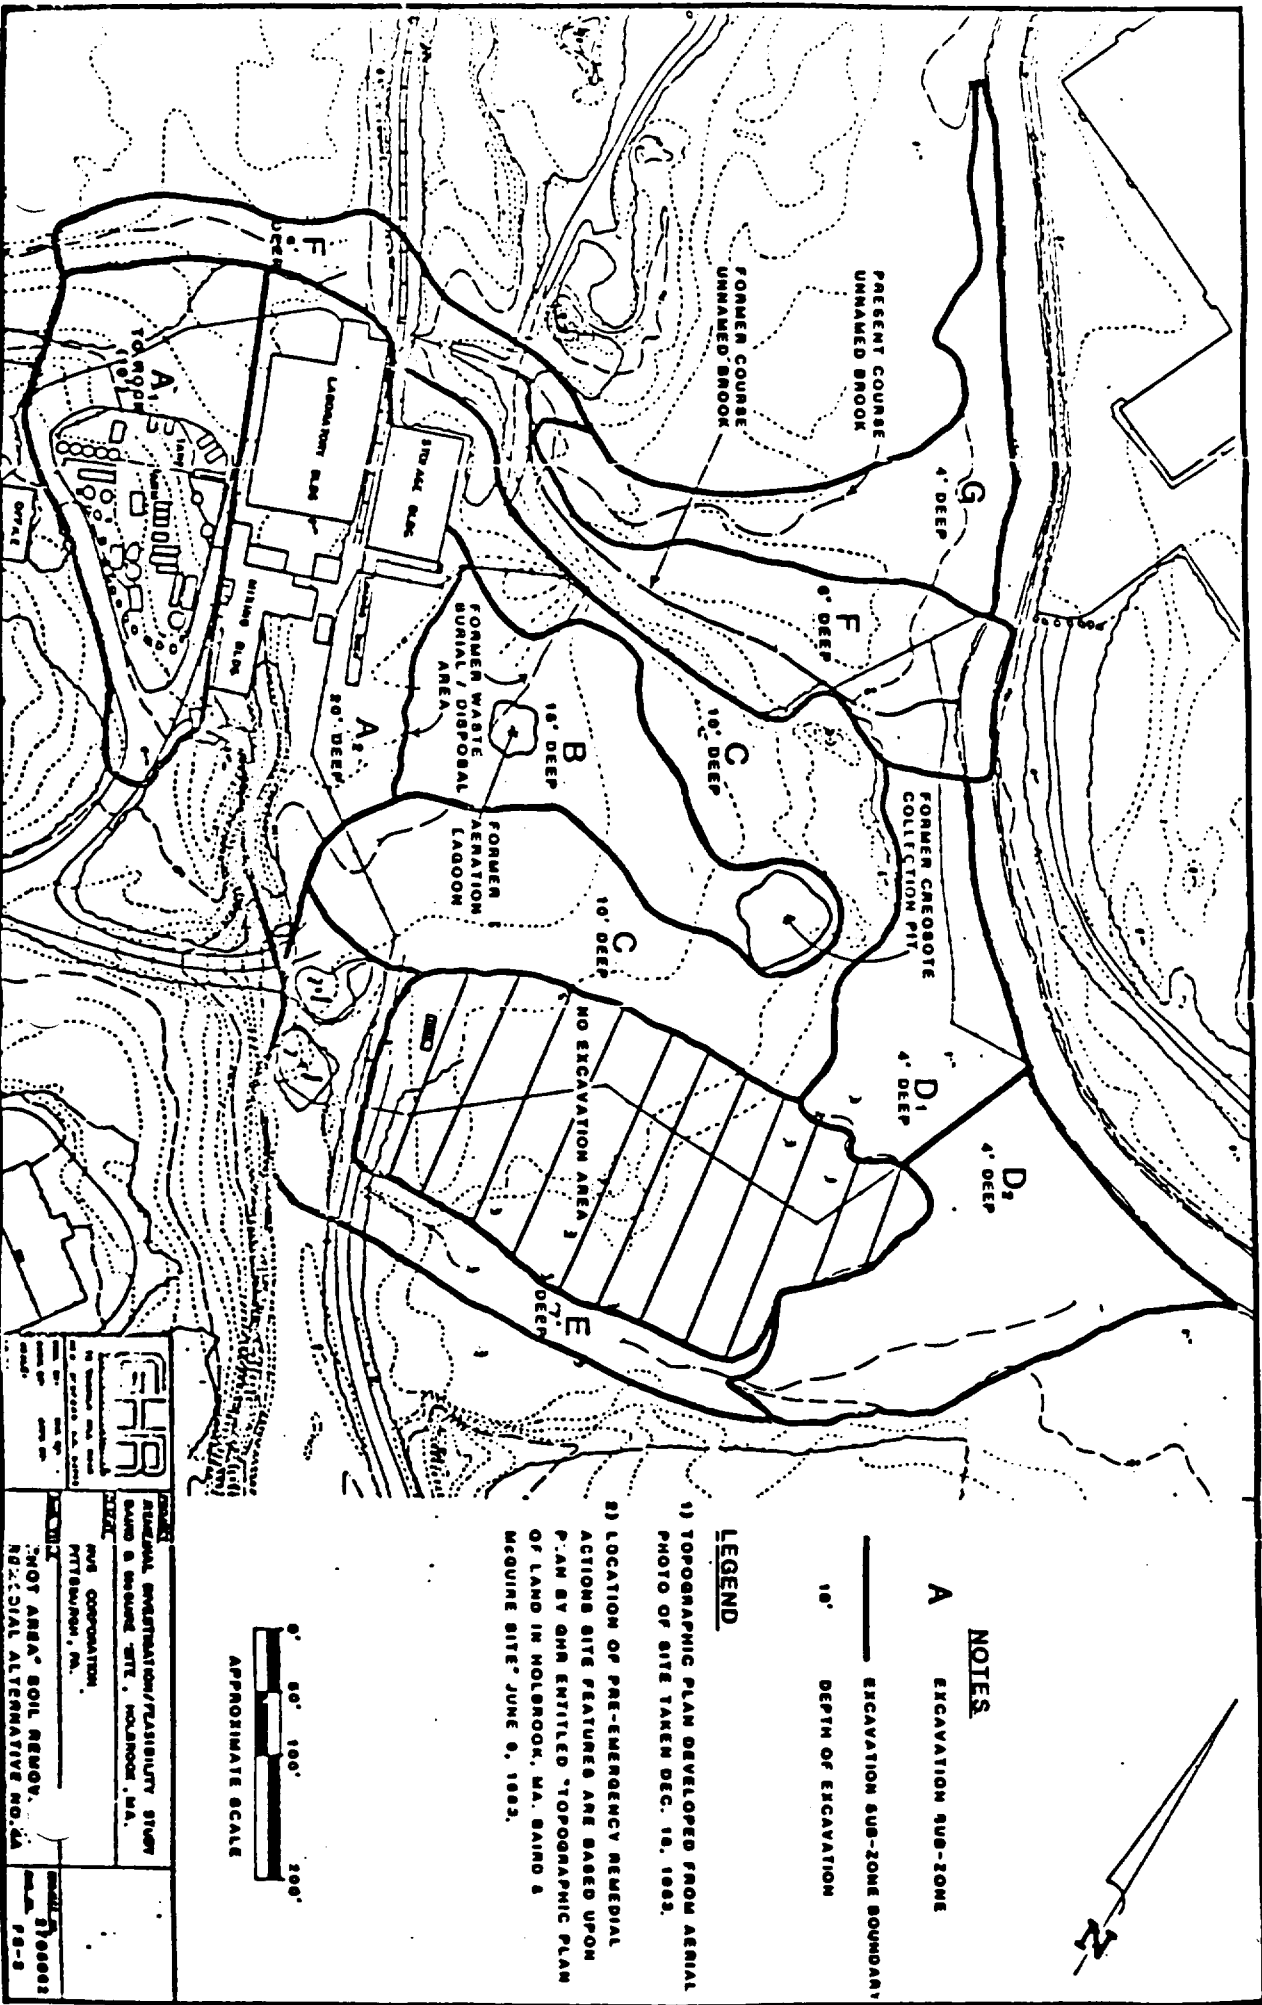 F
6' DEEP
A1
TO ROCK
LABORATORY BLDG
STORAGE BLDG.
MIXING BLDG.
OFFICE
FORMER COURSE
UNNAMED BROOK
PRESENT COURSE
UNNAMED BROOK
G
4' DEEP
F
6' DEEP
C
10' DEEP
B
FORMER WASTE
BURIAL / DISPOSAL
AREA
A2
20' DEEP
FORMER
AERATION
LAGOON
FORMER CREOSOTE
COLLECTION PIT
C
10' DEEP
NO EXCAVATION AREA
D1
4' DEEP
D2
4' DEEP
E
DEEP
NOTES
A EXCAVATION SUB-ZONE
EXCAVATION SUB-ZONE BOUNDARY
DEPTH OF EXCAVATION
LEGEND
1) TOPOGRAPHIC PLAN DEVELOPED FROM AERIAL
PHOTO OF SITE TAKEN DEC. 16, 1983.
2) LOCATION OF PRE-EMERGENCY REMEDIAL
ACTIONS SITE FEATURES ARE BASED UPON
PLAN BY GHR ENTITLED "TOPOGRAPHIC PLAN
OF LAND IN HOLBROOK, MA. BAIRD &
McGUIRE SITE" JUNE 6, 1983.
0' 50' 100' 200'
APPROXIMATE SCALE
N
GHR
PROJECT
REMEDIAL INVESTIGATION/FEASIBILITY STUDY
BAIRD & McGUIRE SITE, HOLBROOK, MA.
NUS CORPORATION
PITTSBURGH, PA.
"HOT AREA" SOIL REMOV.
REMEDIAL ALTERNATIVE NO.